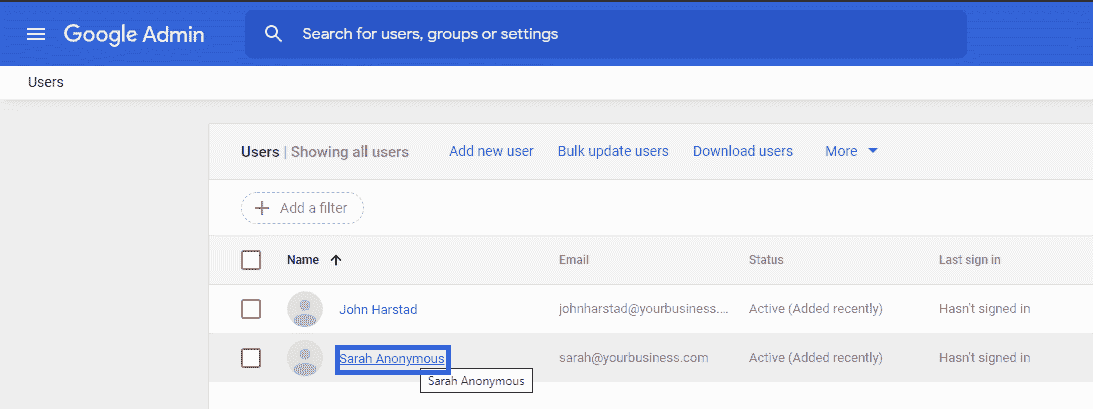 Google Admin
Search for users, groups or settings
Users
Users | Showing all users Add new user Bulk update users Download users More
Add a filter
Name Email Status Last sign in
John Harstad johnharstad@yourbusiness.... Active (Added recently) Hasn't signed in
Sarah Anonymous sarah@yourbusiness.com Active (Added recently) Hasn't signed in
Sarah Anonymous